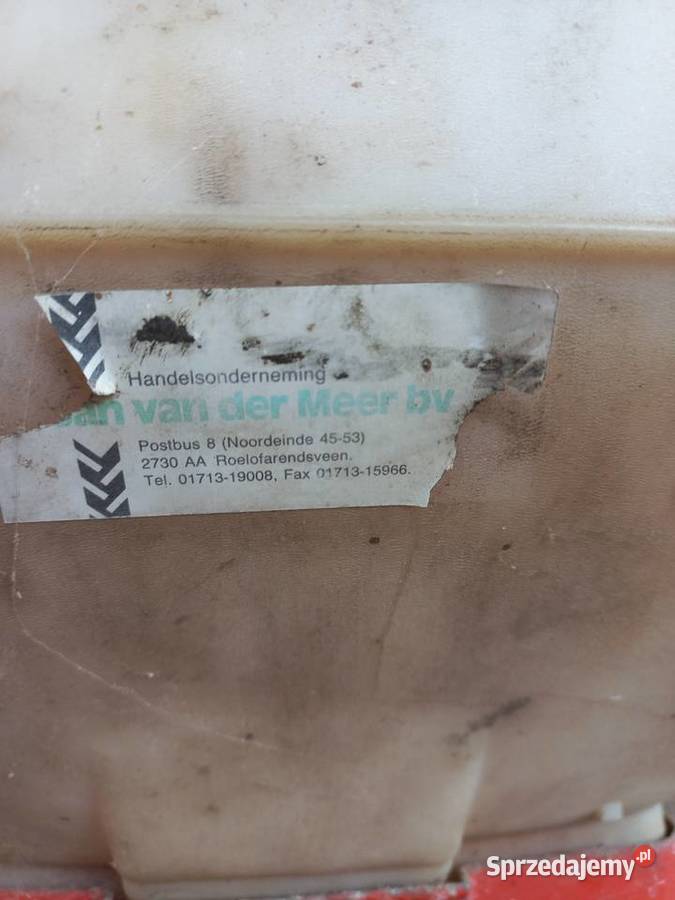 Handelsonderneming
Jan van der Meer bv
Postbus 8 (Noordeinde 45-53)
2730 AA Roelofarendsveen.
Tel. 01713-19008, Fax 01713-15966.
Sprzedajemy.pl